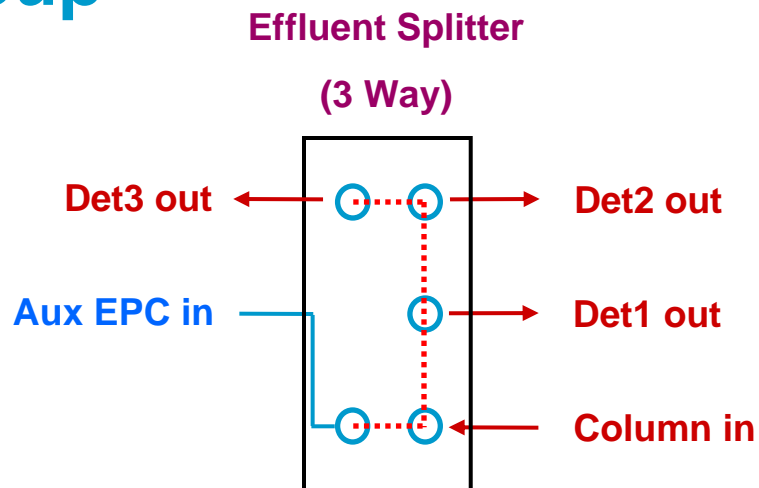 Effluent Splitter
(3 Way)
Det3 out
Det2 out
Aux EPC in
Det1 out
Column in